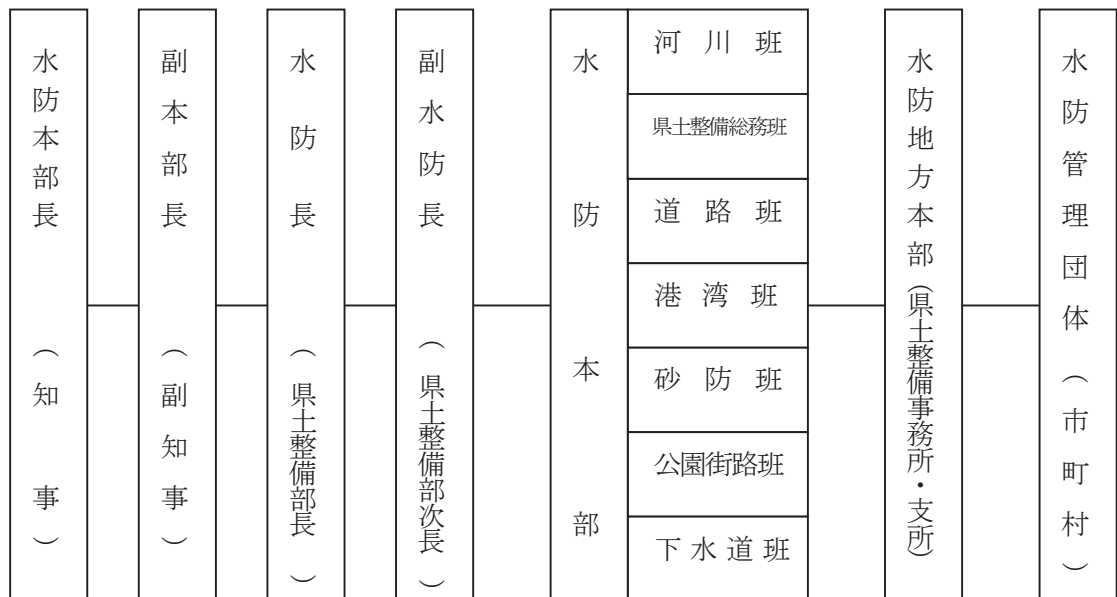 水防本部長(知事)
副本部長(副知事)
水防長(県土整備部長)
副水防長(県土整備部次長)
水防本部
河川班
県土整備総務班
道路班
港湾班
砂防班
公園街路班
下水道班
水防地方本部(県土整備事務所・支所)
水防管理団体(市町村)